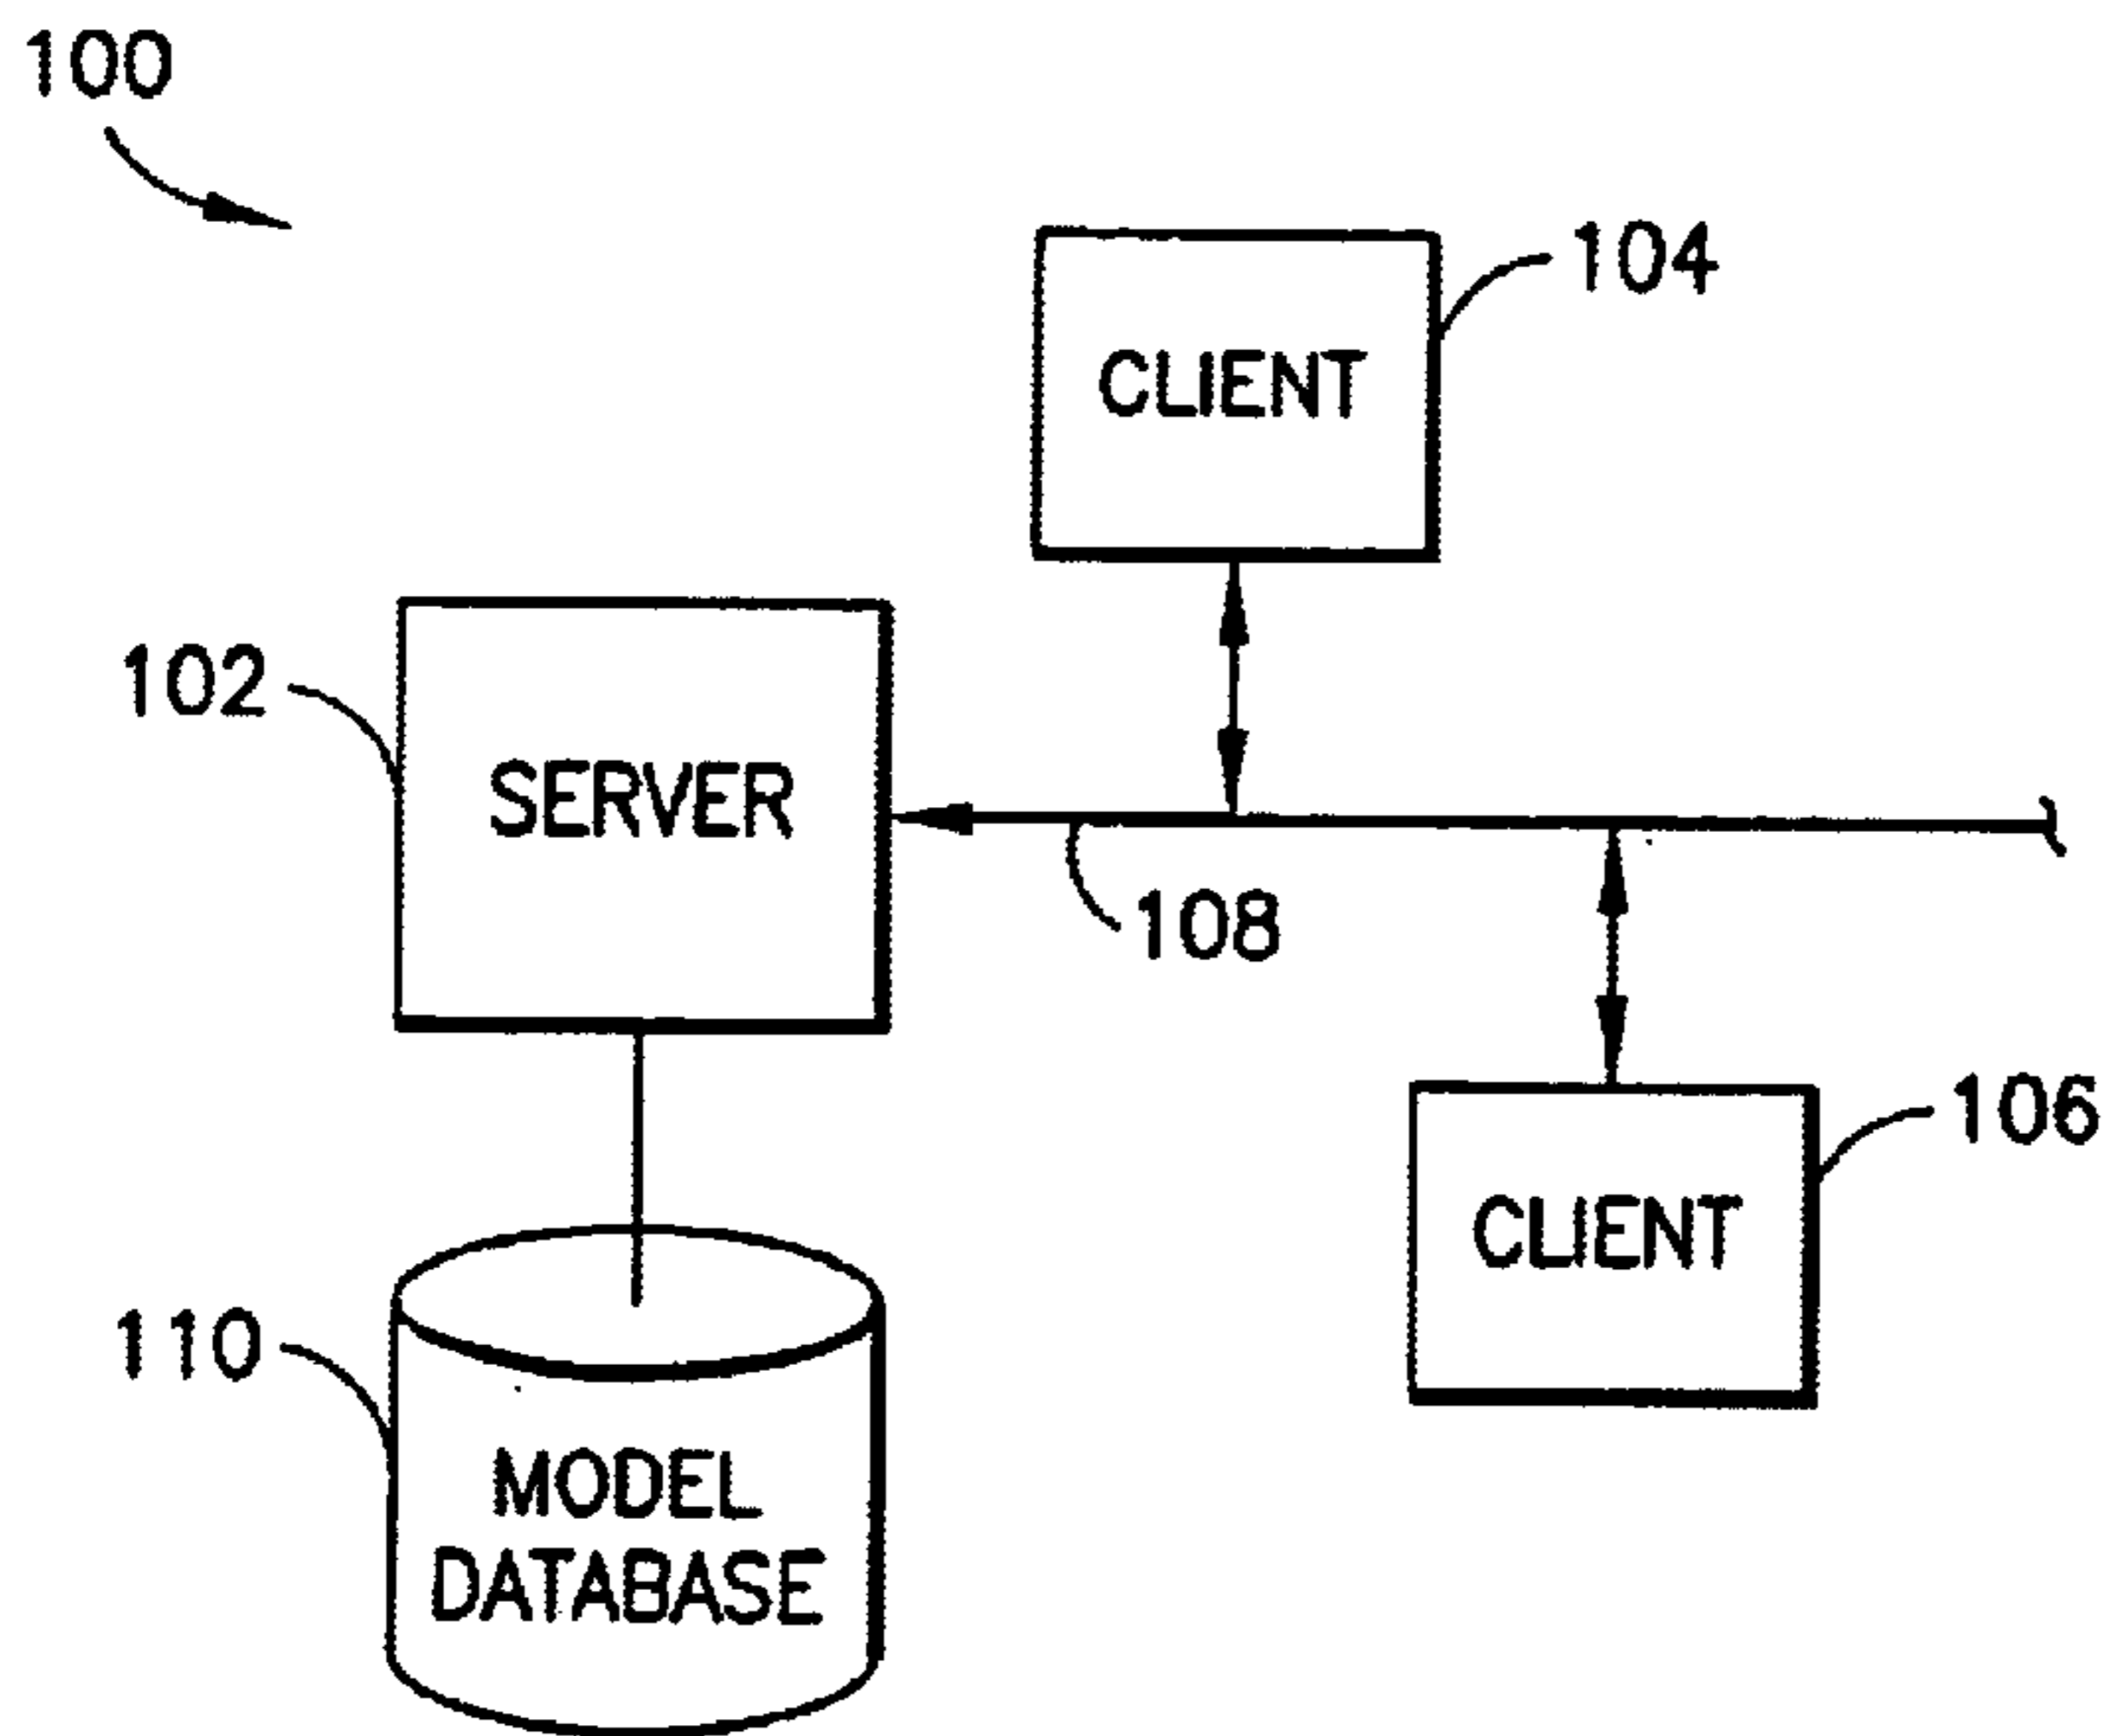 100
CLIENT
104
102
SERVER
108
CLIENT
106
110
MODEL
DATABASE